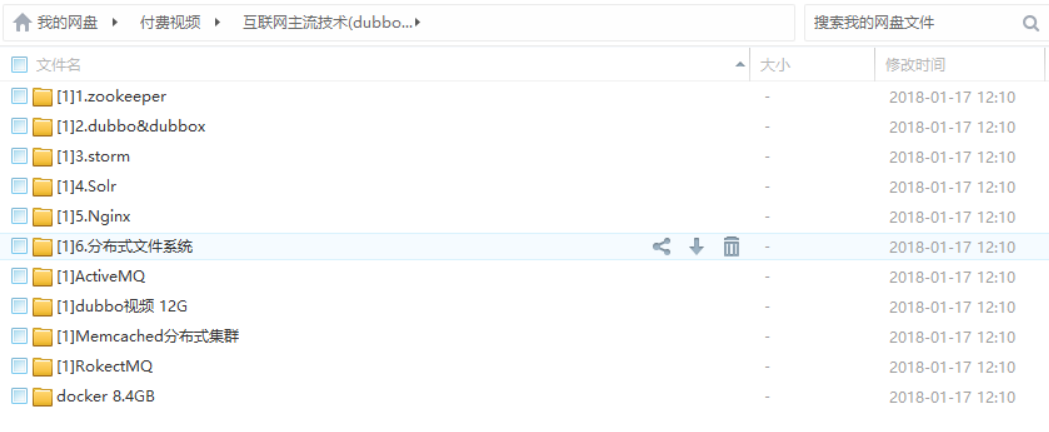 我的网盘 付费视频 互联网主流技术(dubbo... 搜索我的网盘文件
文件名 大小 修改时间
[1]1.zookeeper - 2018-01-17 12:10
[1]2.dubbo&dubbox - 2018-01-17 12:10
[1]3.storm - 2018-01-17 12:10
[1]4.Solr - 2018-01-17 12:10
[1]5.Nginx - 2018-01-17 12:10
[1]6.分布式文件系统 - 2018-01-17 12:10
[1]ActiveMQ - 2018-01-17 12:10
[1]dubbo视频 12G - 2018-01-17 12:10
[1]Memcached分布式集群 - 2018-01-17 12:10
[1]RokectMQ - 2018-01-17 12:10
docker 8.4GB - 2018-01-17 12:10